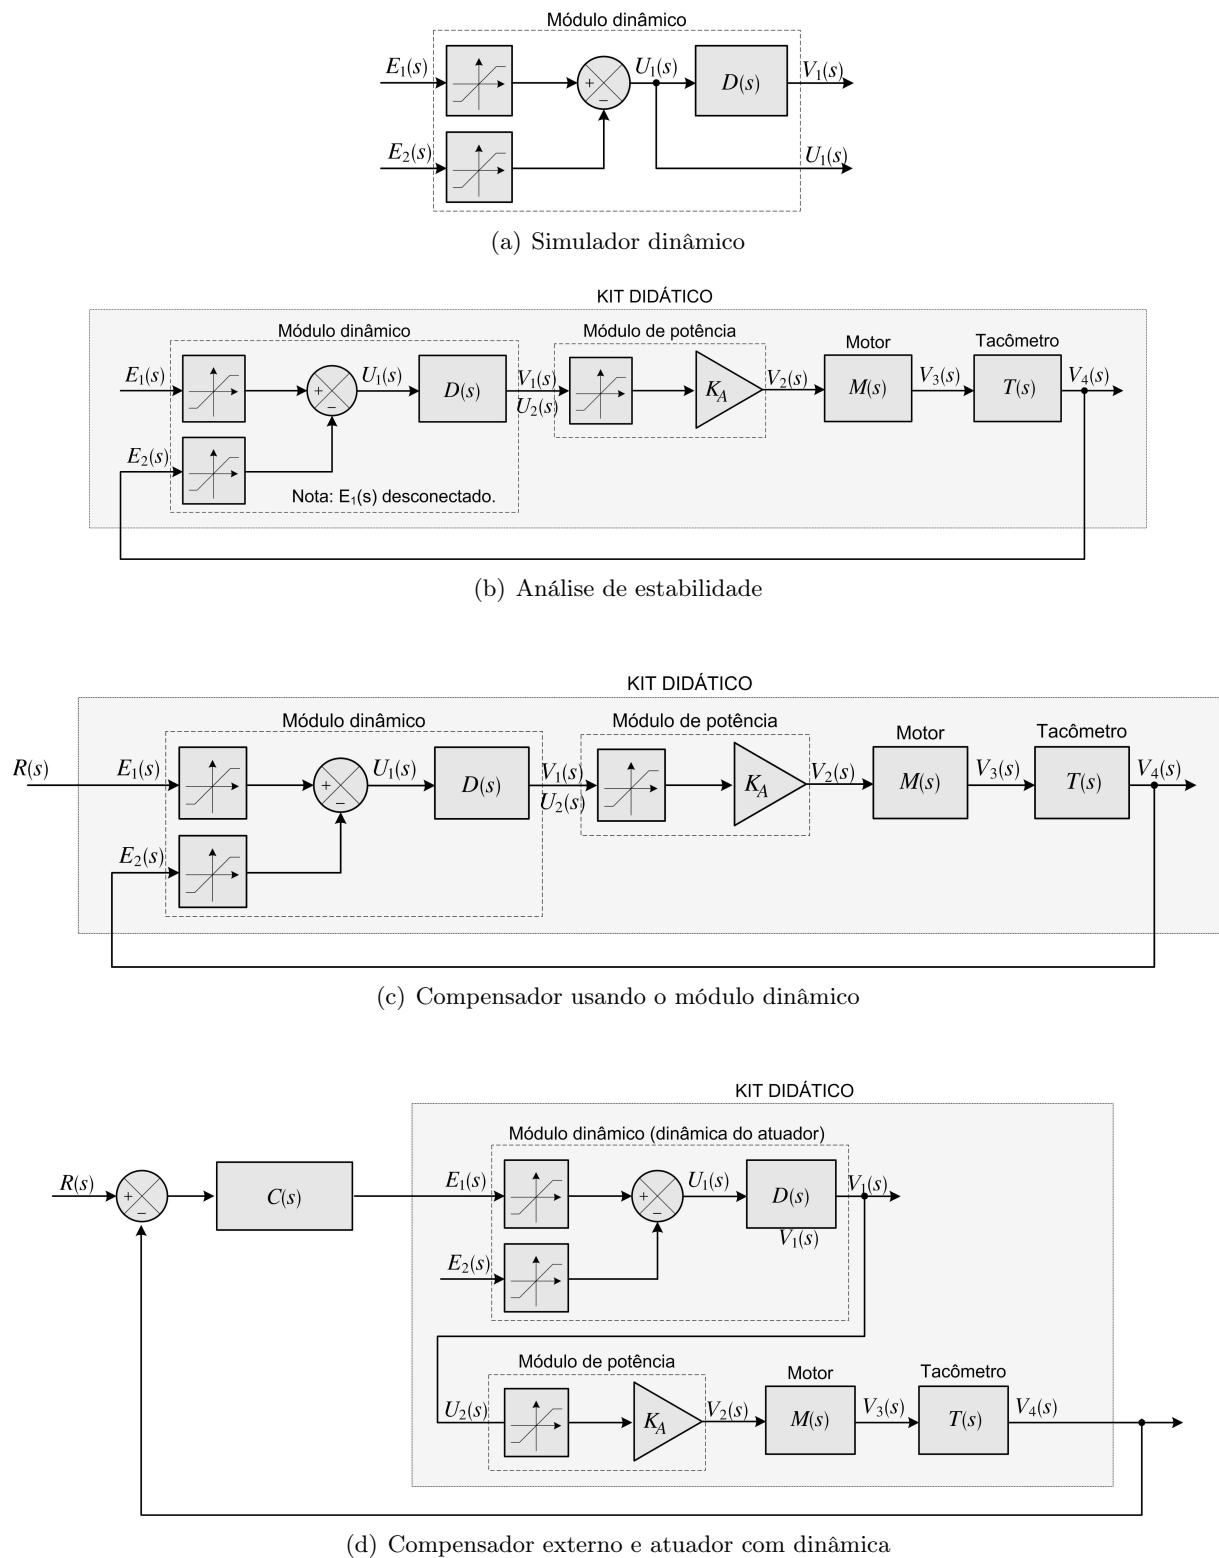 Módulo dinâmico
E₁(s)
+
−
U₁(s)
D(s)
V₁(s)
E₂(s)
U₁(s)
(a) Simulador dinâmico
KIT DIDÁTICO
Módulo dinâmico
Módulo de potência
Motor
Tacômetro
E₁(s)
+
−
U₁(s)
D(s)
V₁(s)
U₂(s)
K_A
V₂(s)
M(s)
V₃(s)
T(s)
V₄(s)
E₂(s)
Nota: E₁(s) desconectado.
(b) Análise de estabilidade
KIT DIDÁTICO
Módulo dinâmico
Módulo de potência
Motor
Tacômetro
R(s)
E₁(s)
+
−
U₁(s)
D(s)
V₁(s)
U₂(s)
K_A
V₂(s)
M(s)
V₃(s)
T(s)
V₄(s)
E₂(s)
(c) Compensador usando o módulo dinâmico
KIT DIDÁTICO
Módulo dinâmico (dinâmica do atuador)
R(s)
+
−
C(s)
E₁(s)
+
−
U₁(s)
D(s)
V₁(s)
V₁(s)
E₂(s)
Módulo de potência
Motor
Tacômetro
U₂(s)
K_A
V₂(s)
M(s)
V₃(s)
T(s)
V₄(s)
(d) Compensador externo e atuador com dinâmica